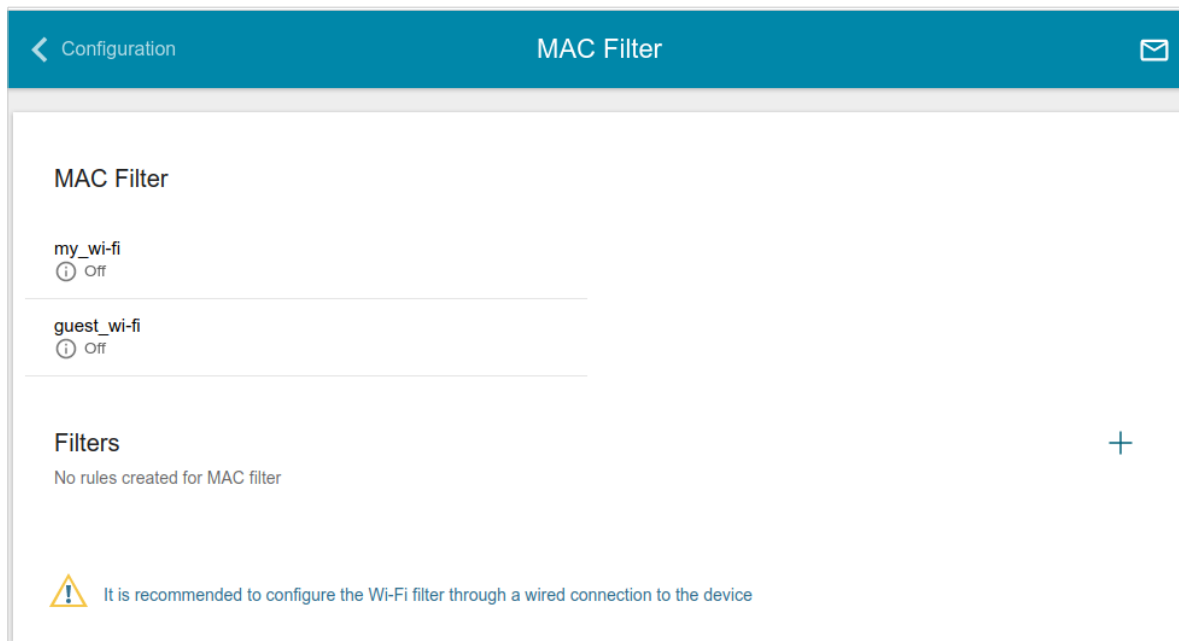 Configuration
MAC Filter
MAC Filter
my_wi-fi
Off
guest_wi-fi
Off
Filters
No rules created for MAC filter
It is recommended to configure the Wi-Fi filter through a wired connection to the device